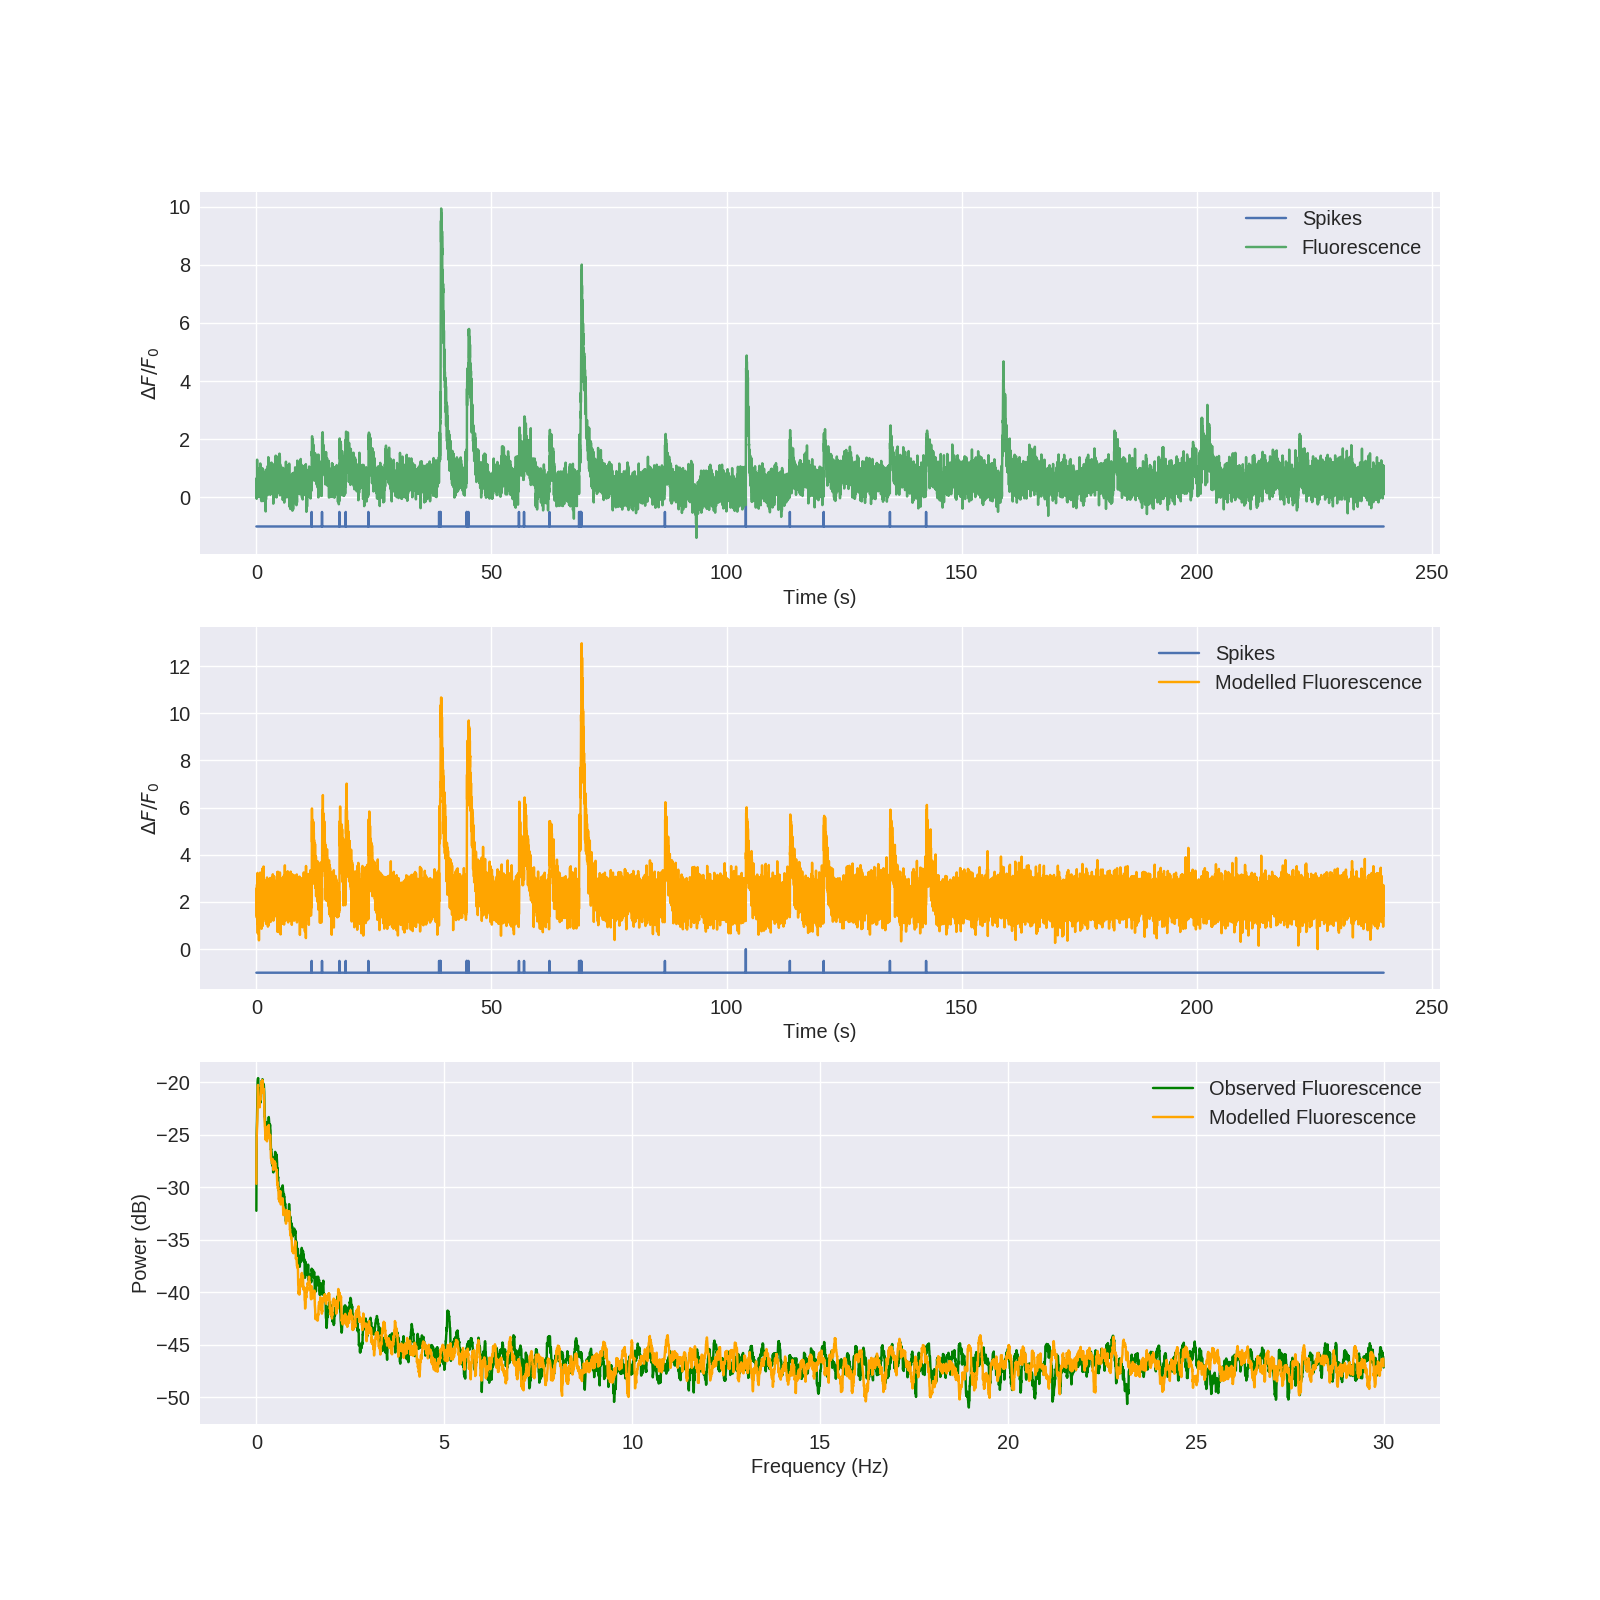 10
8
6
4
2
0
ΔF/F₀
Spikes
Fluorescence
0 50 100 150 200 250
Time (s)
12
10
8
6
4
2
0
ΔF/F₀
Spikes
Modelled Fluorescence
0 50 100 150 200 250
Time (s)
−20
−25
−30
−35
−40
−45
−50
Power (dB)
Observed Fluorescence
Modelled Fluorescence
0 5 10 15 20 25 30
Frequency (Hz)